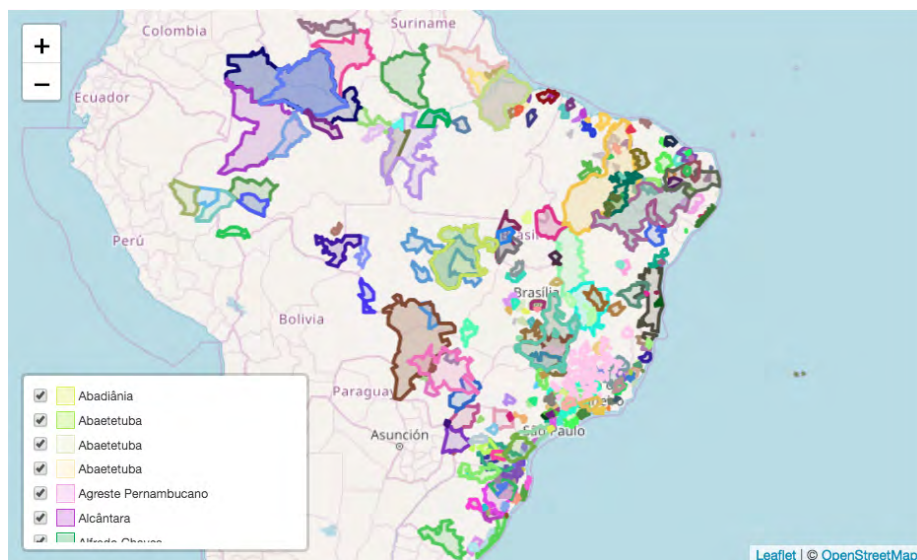 Colombia
Suriname
+
−
Ecuador
Perú
Brasília
Bolivia
Paraguay
Asunción
São Paulo
Abadiânia
Abaetetuba
Abaetetuba
Abaetetuba
Agreste Pernambucano
Alcântara
Leaflet | © OpenStreetMap